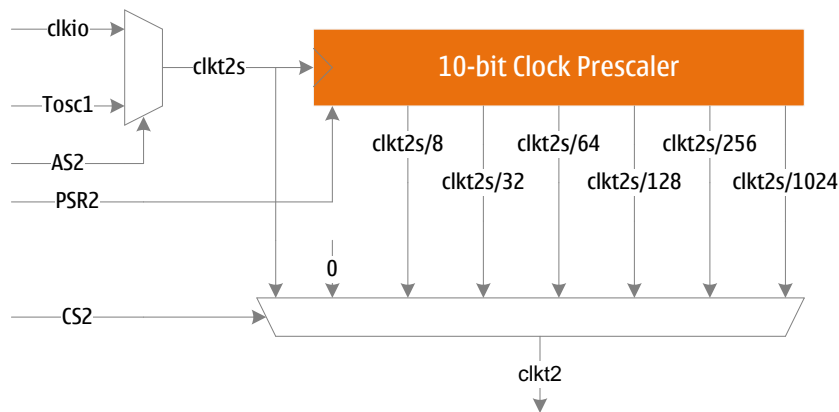 clkio
clkt2s
10-bit Clock Prescaler
Tosc1
AS2
PSR2
clkt2s/8
clkt2s/64
clkt2s/256
clkt2s/32
clkt2s/128
clkt2s/1024
0
CS2
clkt2